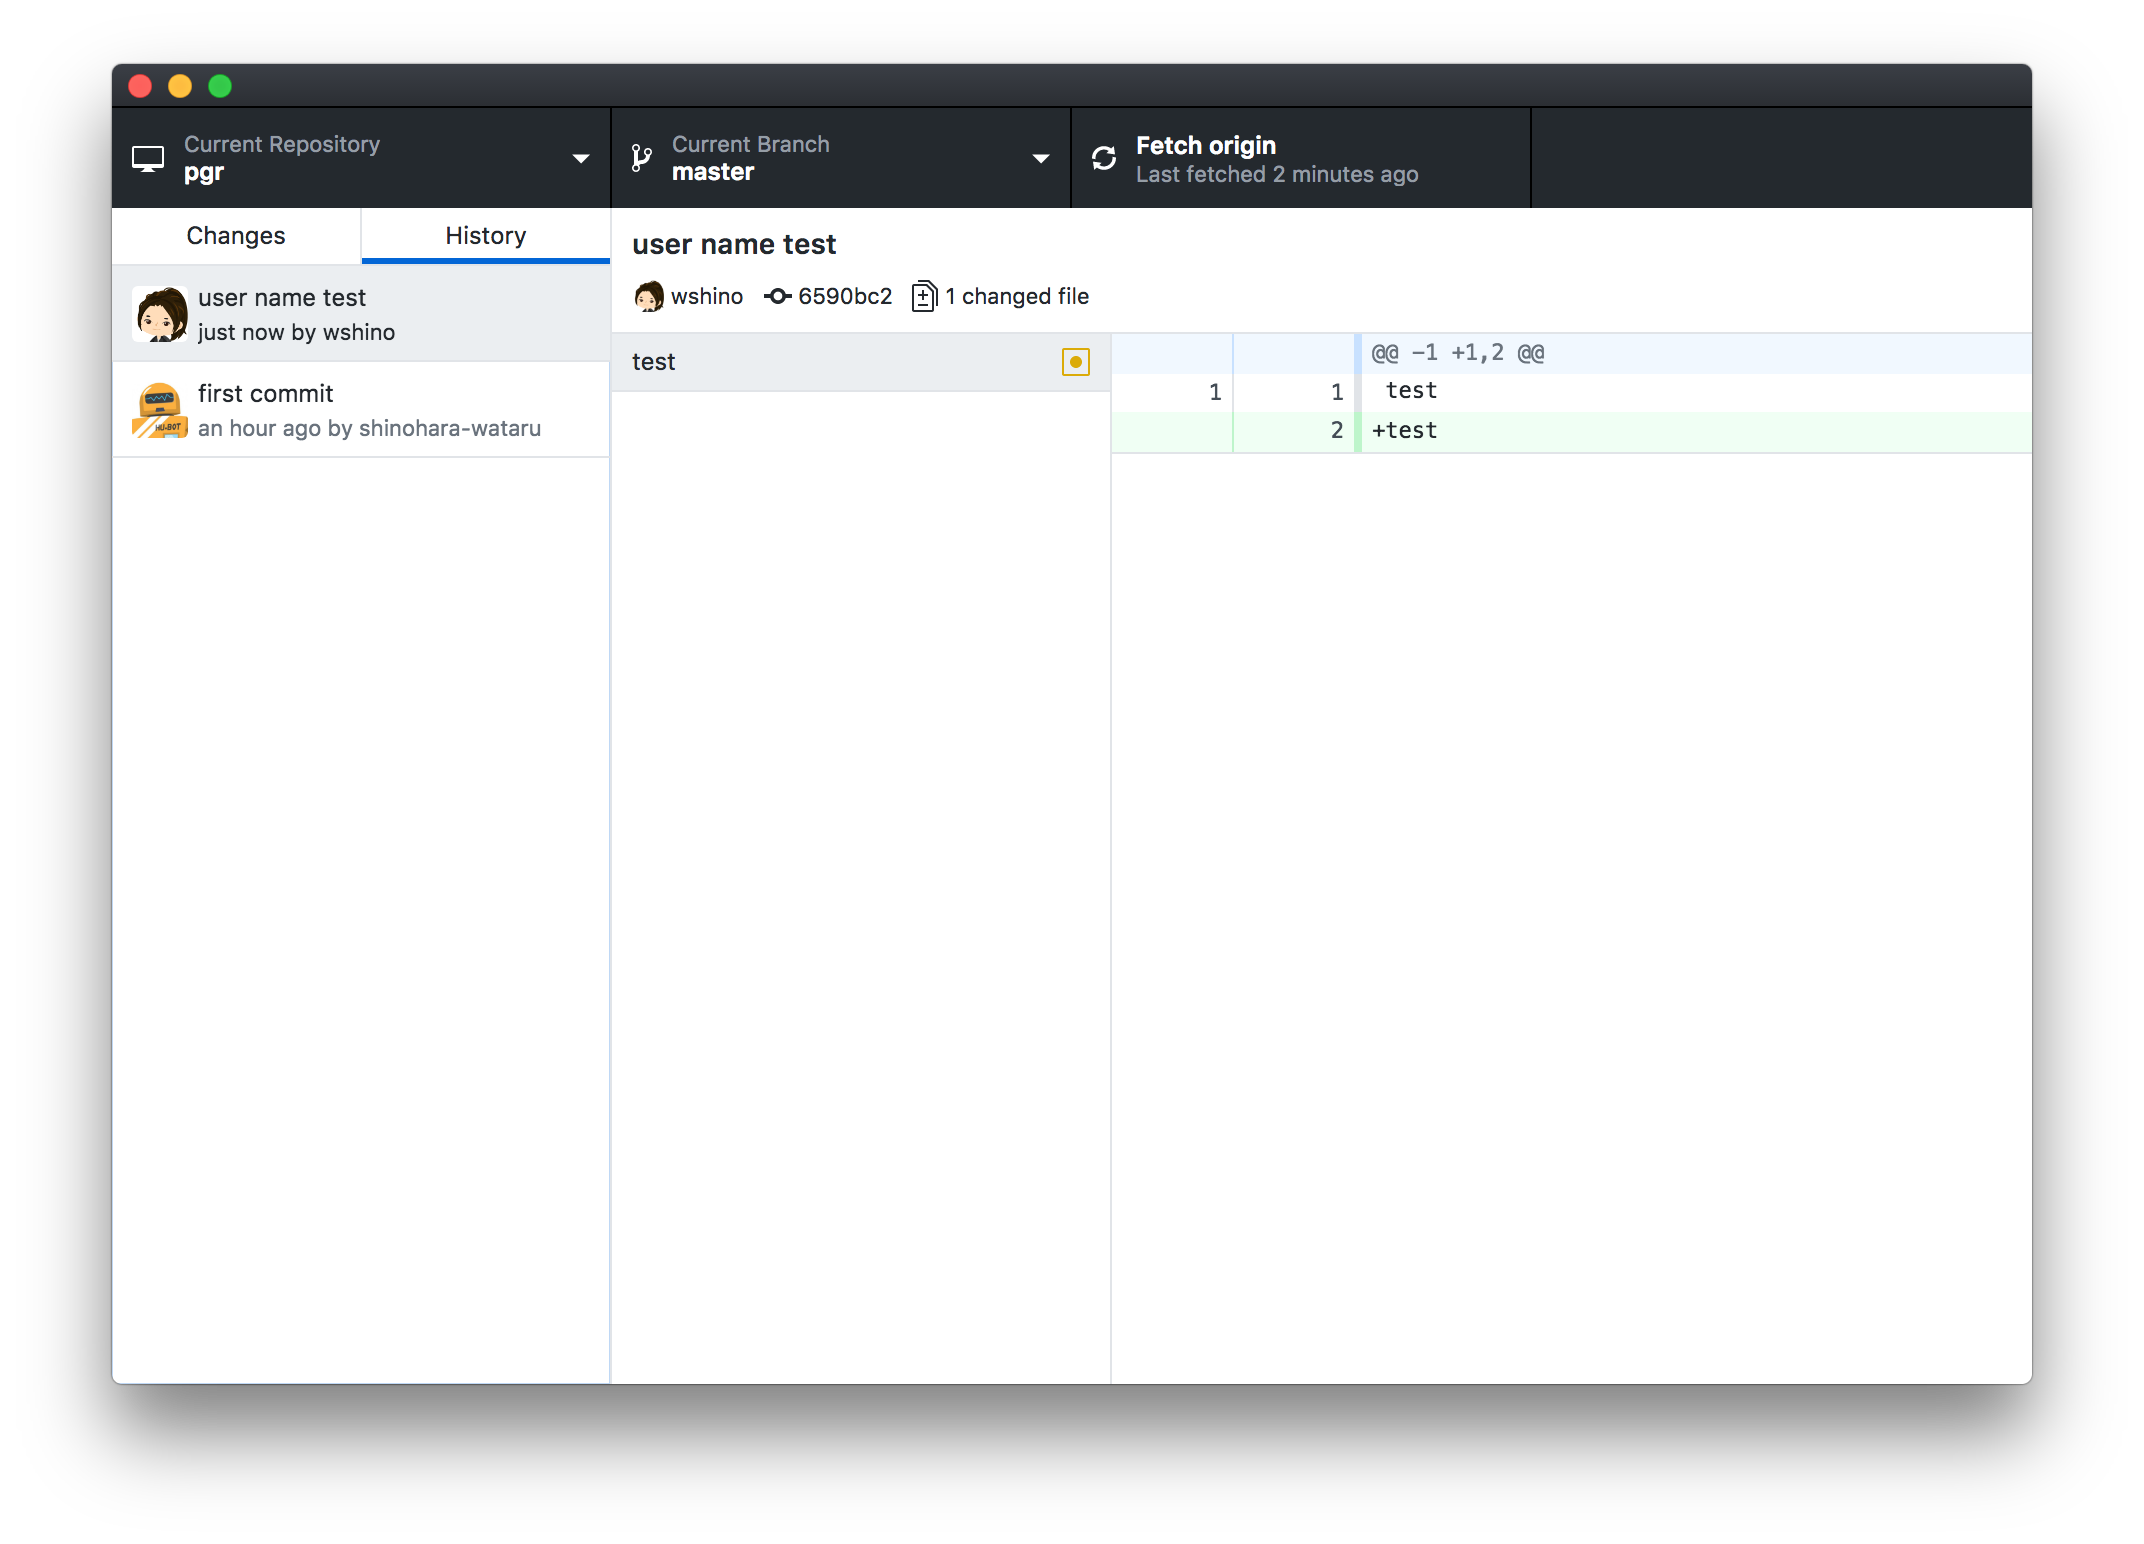 Current Repository
pgr
Current Branch
master
Fetch origin
Last fetched 2 minutes ago
Changes
History
user name test
just now by wshino
HU-BOT
first commit
an hour ago by shinohara-wataru
user name test
wshino
6590bc2
1 changed file
test
@@ -1 +1,2 @@
1 1 test
2 +test